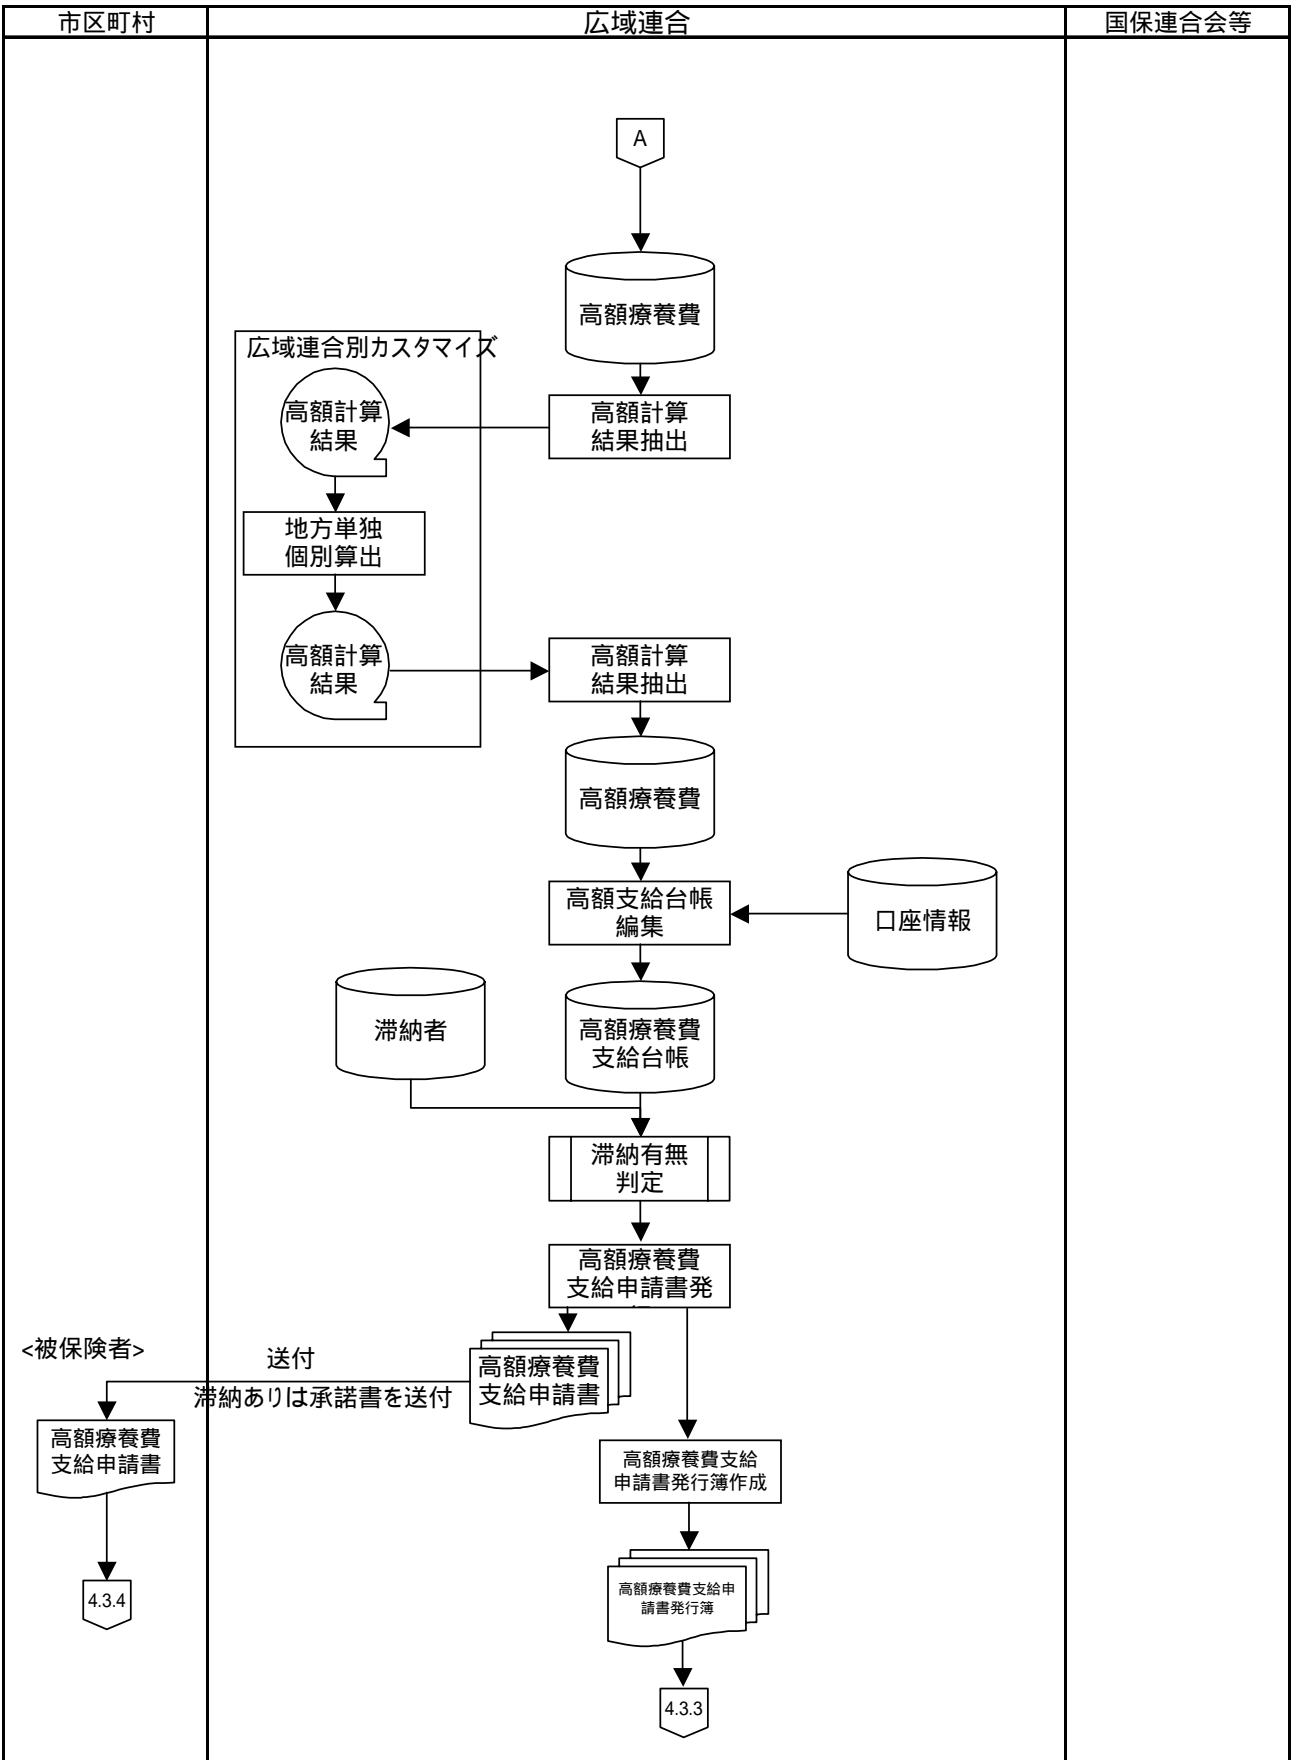 市区町村
広域連合
国保連合会等
A
高額療養費
広域連合別カスタマイズ
高額計算
結果
高額計算
結果抽出
地方単独
個別算出
高額計算
結果
高額計算
結果抽出
高額療養費
高額支給台帳
編集
口座情報
滞納者
高額療養費
支給台帳
滞納有無
判定
高額療養費
支給申請書発
<被保険者>
送付
滞納ありは承諾書を送付
高額療養費
支給申請書
高額療養費
支給申請書
高額療養費支給
申請書発行簿作成
高額療養費支給申
請書発行簿
4.3.4
4.3.3